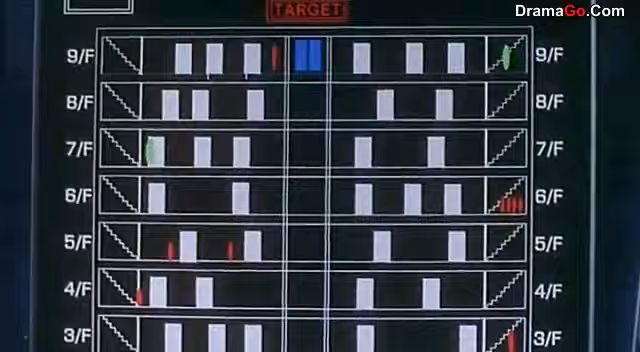 DramaGo.Com
TARGET
9/F 9/F
8/F 8/F
7/F 7/F
6/F 6/F
5/F 5/F
4/F 4/F
3/F 3/F